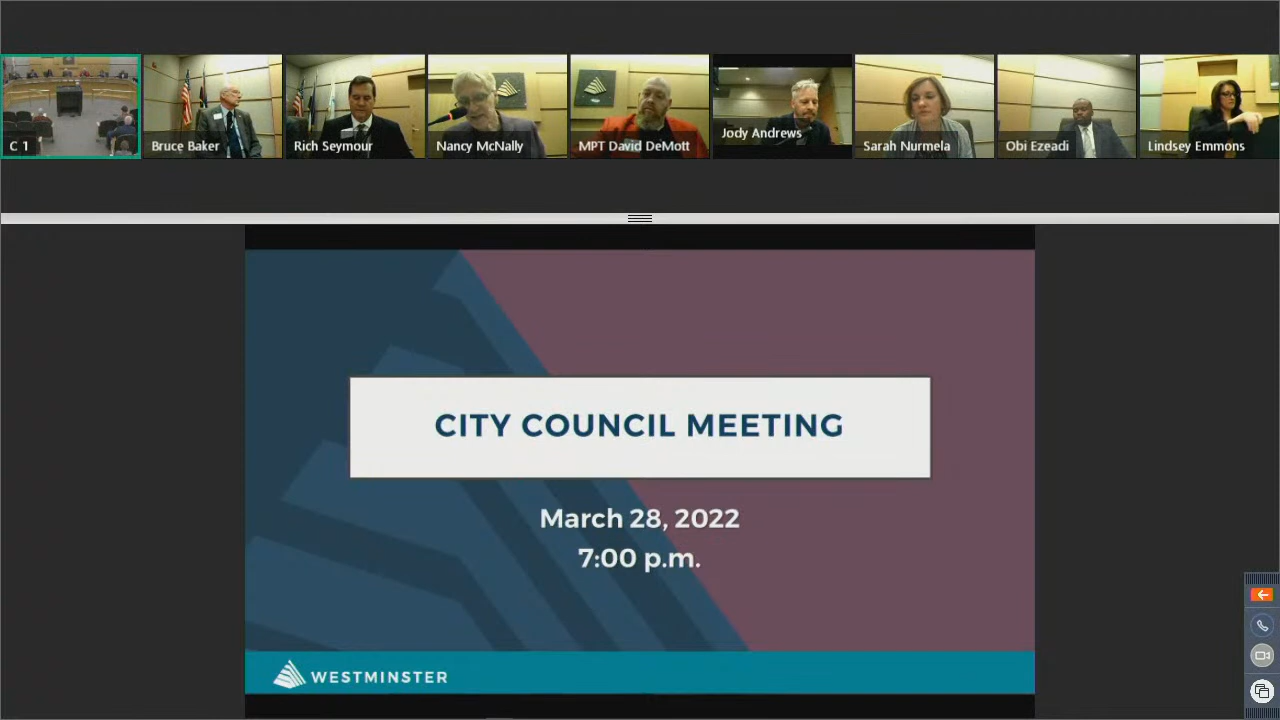 C 1
Bruce Baker
Rich Seymour
Nancy McNally
MPT David DeMott
Jody Andrews
Sarah Nurmela
Obi Ezeadi
Lindsey Emmons
CITY COUNCIL MEETING
March 28, 2022
7:00 p.m.
WESTMINSTER